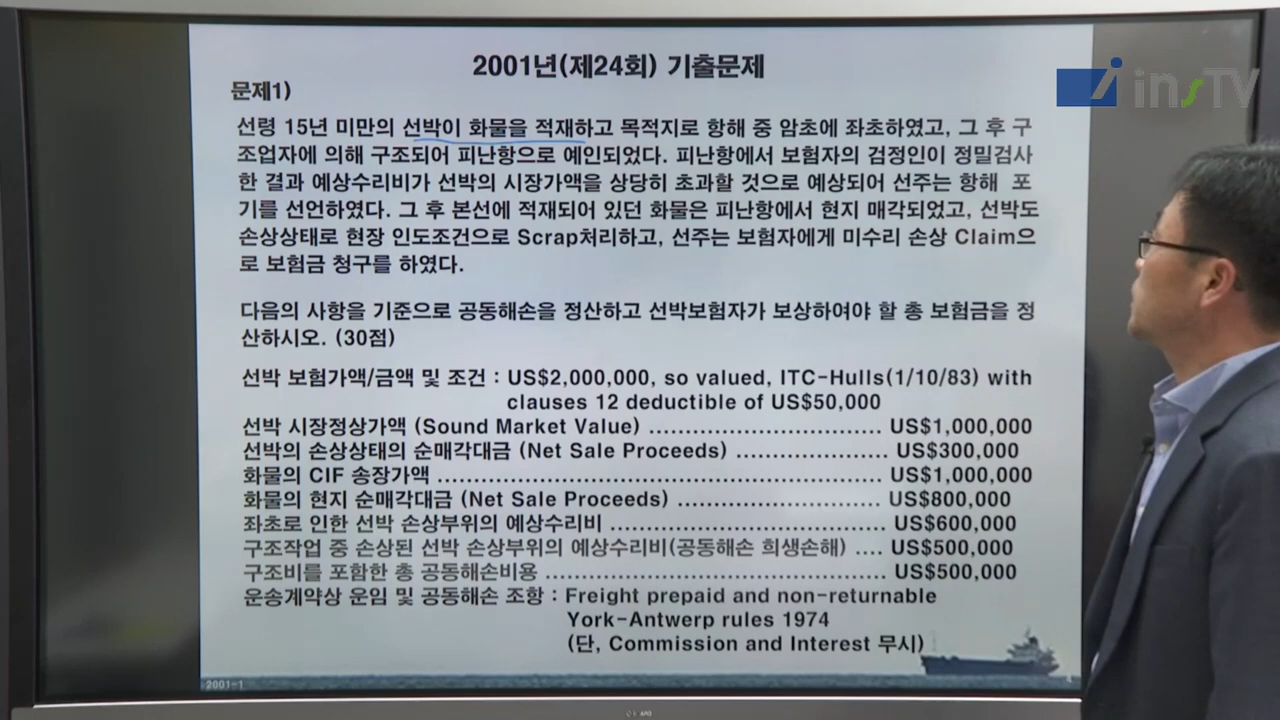 2001년(제24회) 기출문제
insTV
문제1)
선령 15년 미만의 선박이 화물을 적재하고 목적지로 항해 중 암초에 좌초하였고, 그 후 구
조업자에 의해 구조되어 피난항으로 예인되었다. 피난항에서 보험자의 검정인이 정밀검사
한 결과 예상수리비가 선박의 시장가액을 상당히 초과할 것으로 예상되어 선주는 항해 포
기를 선언하였다. 그 후 본선에 적재되어 있던 화물은 피난항에서 현지 매각되었고, 선박도
손상상태로 현장 인도조건으로 Scrap처리하고, 선주는 보험자에게 미수리 손상 Claim으
로 보험금 청구를 하였다.
다음의 사항을 기준으로 공동해손을 정산하고 선박보험자가 보상하여야 할 총 보험금을 정
산하시오. (30점)
선박 보험가액/금액 및 조건 : US$2,000,000, so valued, ITC-Hulls(1/10/83) with
clauses 12 deductible of US$50,000
선박 시장정상가액 (Sound Market Value) ................................ US$1,000,000
선박의 손상상태의 순매각대금 (Net Sale Proceeds) ..................... US$300,000
화물의 CIF 송장가액 ............................................................. US$1,000,000
화물의 현지 순매각대금 (Net Sale Proceeds) ............................ US$800,000
좌초로 인한 선박 손상부위의 예상수리비 ...................................... US$600,000
구조작업 중 손상된 선박 손상부위의 예상수리비(공동해손 희생손해) .... US$500,000
구조비를 포함한 총 공동해손비용 ............................................... US$500,000
운송계약상 운임 및 공동해손 조항 : Freight prepaid and non-returnable
York-Antwerp rules 1974
(단, Commission and Interest 무시)
2001-1